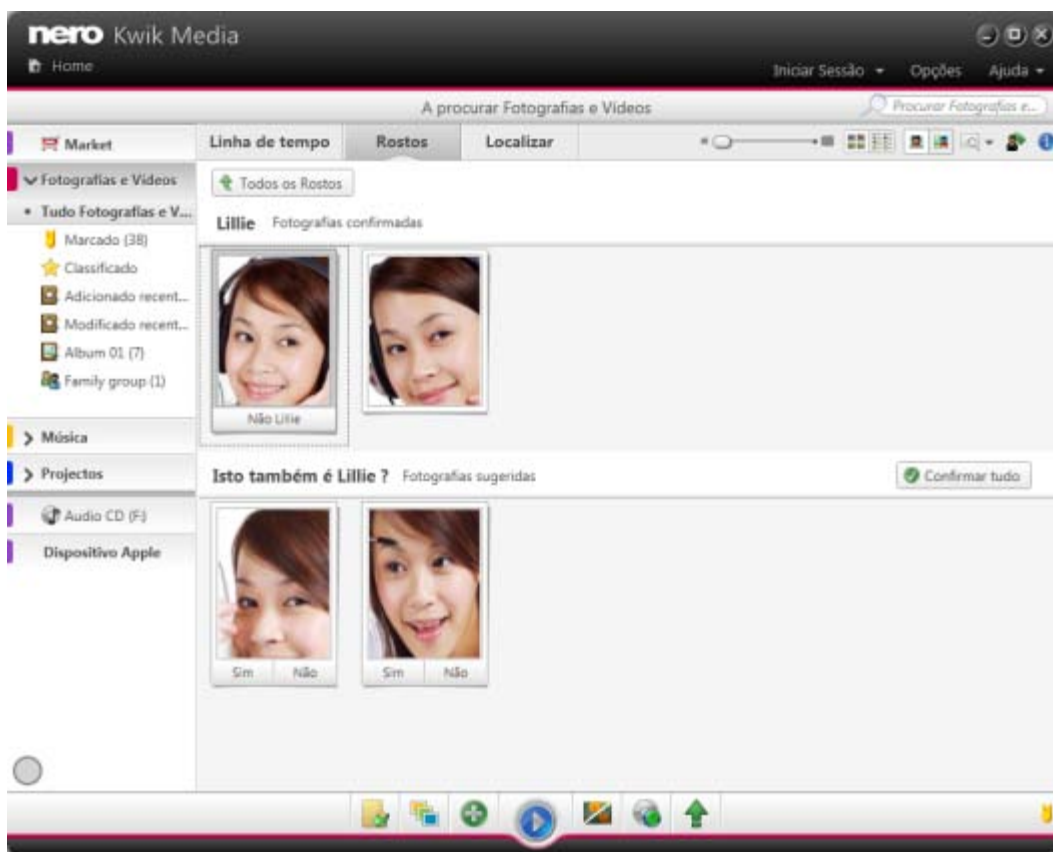 nero Kwik Media
Home
Iniciar Sessão Opções Ajuda
A procurar Fotografias e Vídeos
Procurar Fotografias e...
Market
Linha de tempo Rostos Localizar
Fotografias e Vídeos
Todos os Rostos
Tudo Fotografias e V...
Lillie Fotografias confirmadas
Marcado (38)
Classificado
Adicionado recent...
Modificado recent...
Album 01 (7)
Family group (1)
Não Lillie
Música
Projectos
Isto também é Lillie ? Fotografias sugeridas
Confirmar tudo
Audio CD (F:)
Dispositivo Apple
Sim Não
Sim Não